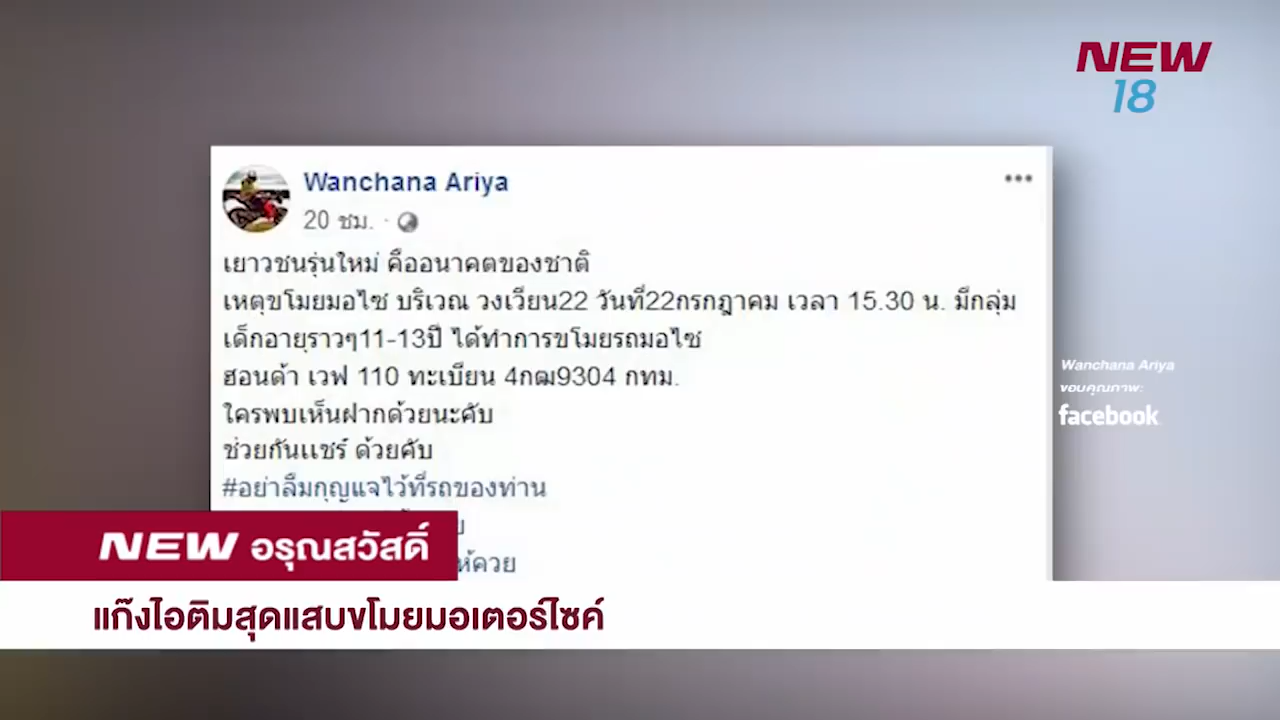 NEW
18
Wanchana Ariya
20 ชม. ·
เยาวชนรุ่นใหม่ คืออนาคตของชาติ
เหตุขโมยมอไซ บริเวณ วงเวียน22 วันที่22กรกฎาคม เวลา 15.30 น. มีกลุ่ม
เด็กอายุราวๆ11-13ปี ได้ทำการขโมยรถมอไซ
ฮอนด้า เวฟ 110 ทะเบียน 4กฒ9304 กทม.
ใครพบเห็นฝากด้วยนะคับ
ช่วยกันแชร์ ด้วยคับ
#อย่าลืมกุญแจไว้ที่รถของท่าน
Wanchana Ariya
ขอบคุณภาพ:
facebook
NEW อรุณสวัสดิ์
แก๊งไอติมสุดแสบขโมยมอเตอร์ไซค์